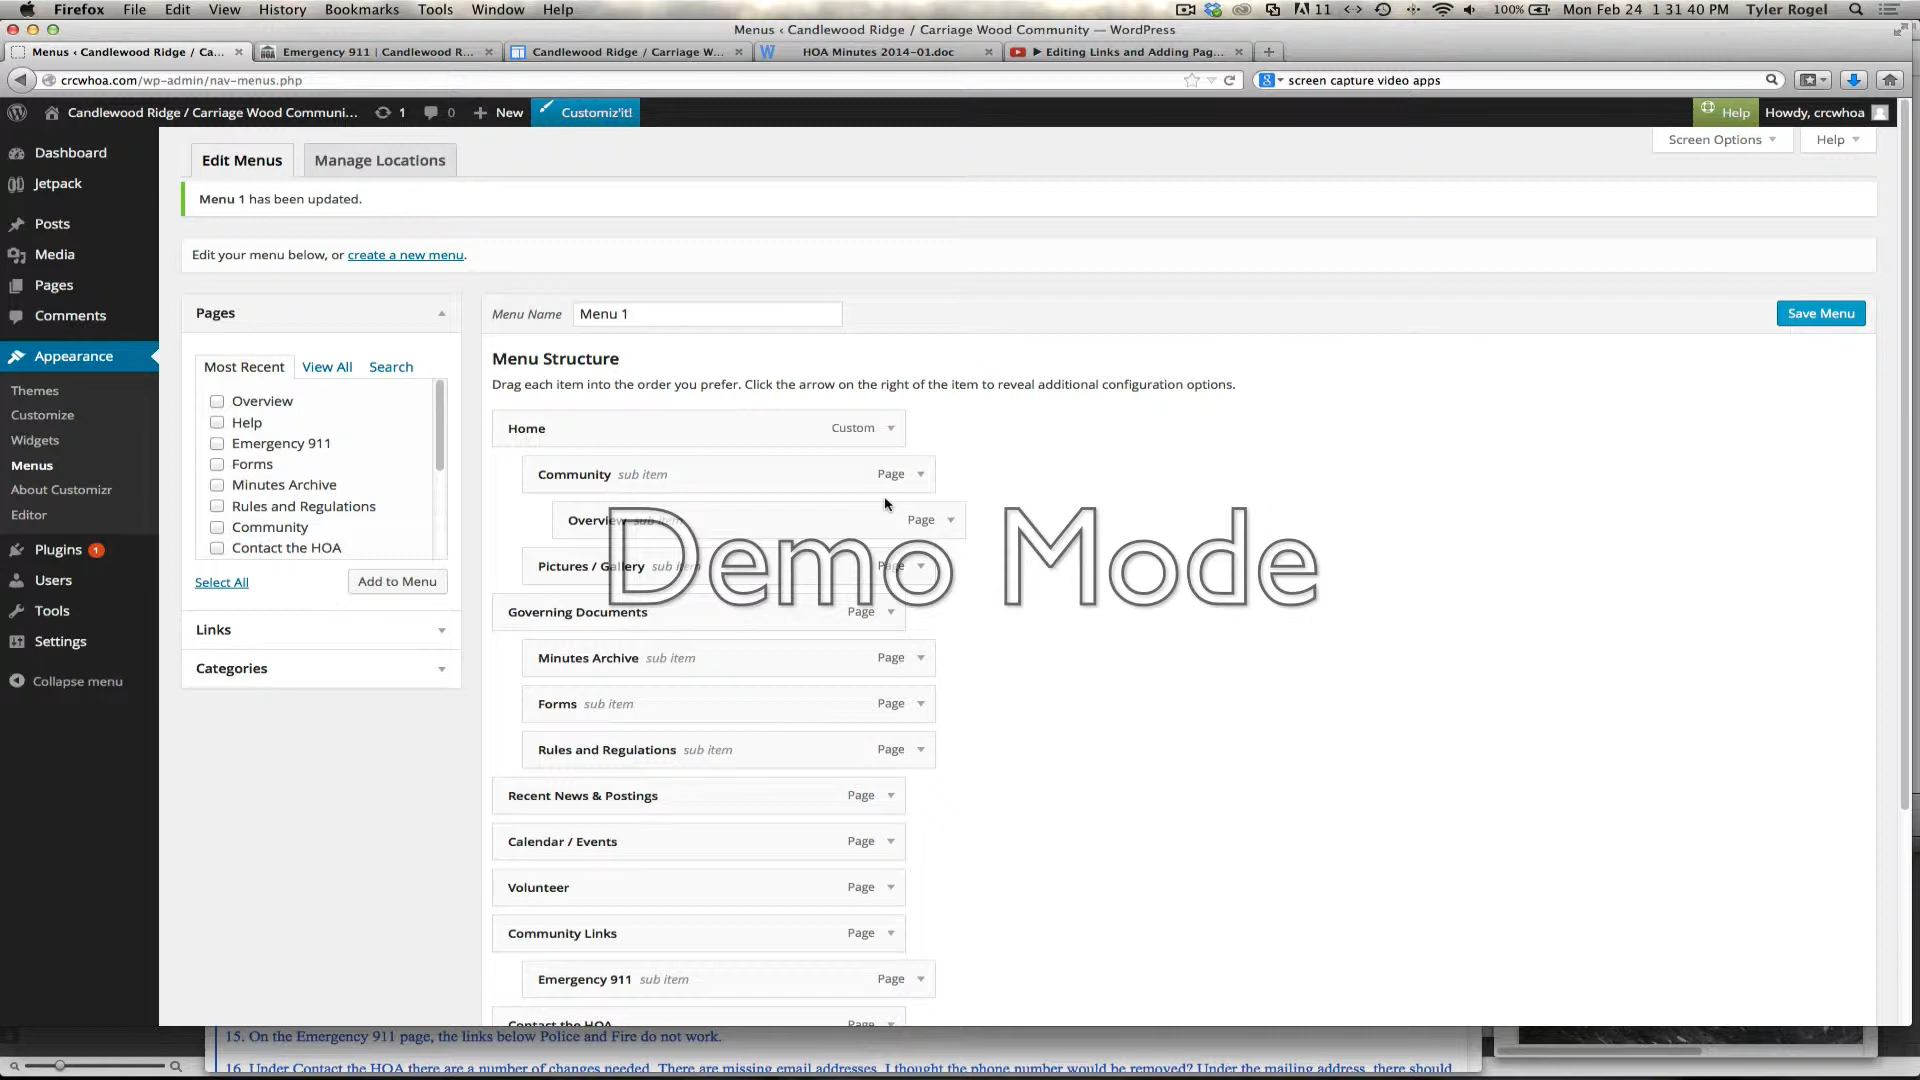 Firefox File Edit View History Bookmarks Tools Window Help 11 100% Mon Feb 24 1:31:40 PM Tyler Rogel
Menus ‹ Candlewood Ridge / Carriage Wood Community — WordPress
Menus ‹ Candlewood Ridge / Ca... Emergency 911 | Candlewood R... Candlewood Ridge / Carriage W... HOA Minutes 2014-01.doc ▶ Editing Links and Adding Pag...
crcwhoa.com/wp-admin/nav-menus.php screen capture video apps
Candlewood Ridge / Carriage Wood Communi... 1 0 + New Customiz'it! Help Howdy, crcwhoa
Screen Options Help
Dashboard
Jetpack
Posts
Media
Pages
Comments
Appearance
Themes
Customize
Widgets
Menus
About Customizr
Editor
Plugins 1
Users
Tools
Settings
Collapse menu
Edit Menus Manage Locations
Menu 1 has been updated.
Edit your menu below, or create a new menu.
Pages
Most Recent View All Search
Overview
Help
Emergency 911
Forms
Minutes Archive
Rules and Regulations
Community
Contact the HOA
Select All Add to Menu
Links
Categories
Menu Name Menu 1 Save Menu
Menu Structure
Drag each item into the order you prefer. Click the arrow on the right of the item to reveal additional configuration options.
Home Custom
Community sub item Page
Overview sub item Page
Demo Mode
Pictures / Gallery sub item Page
Governing Documents Page
Minutes Archive sub item Page
Forms sub item Page
Rules and Regulations sub item Page
Recent News & Postings Page
Calendar / Events Page
Volunteer Page
Community Links Page
Emergency 911 sub item Page
Contact the HOA Page
15. On the Emergency 911 page, the links below Police and Fire do not work.
16. Under Contact the HOA there are a number of changes needed. There are missing email addresses. I thought the phone number would be removed? Under the mailing address, there should